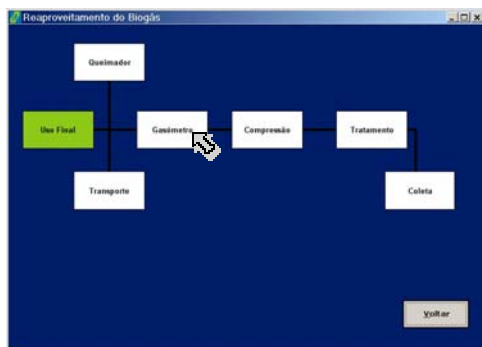 Reaproveitamento do Biogás
Queimador
Uso Final
Gasômetro
Compressão
Tratamento
Transporte
Coleta
Voltar